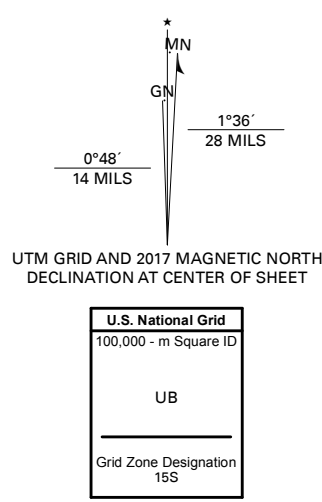 ★
MN
GN
1°36´
28 MILS
0°48´
14 MILS
UTM GRID AND 2017 MAGNETIC NORTH
DECLINATION AT CENTER OF SHEET
U.S. National Grid
100,000 - m Square ID
UB
Grid Zone Designation
15S